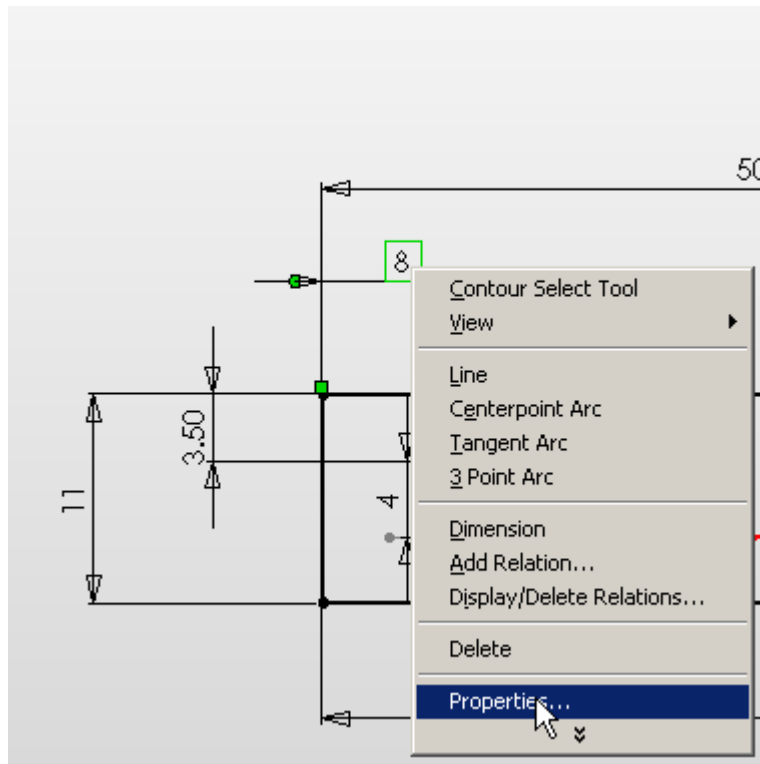 50
8
Contour Select Tool
View
Line
Centerpoint Arc
Tangent Arc
3 Point Arc
3.50
11
4
Dimension
Add Relation...
Display/Delete Relations...
Delete
Properties...